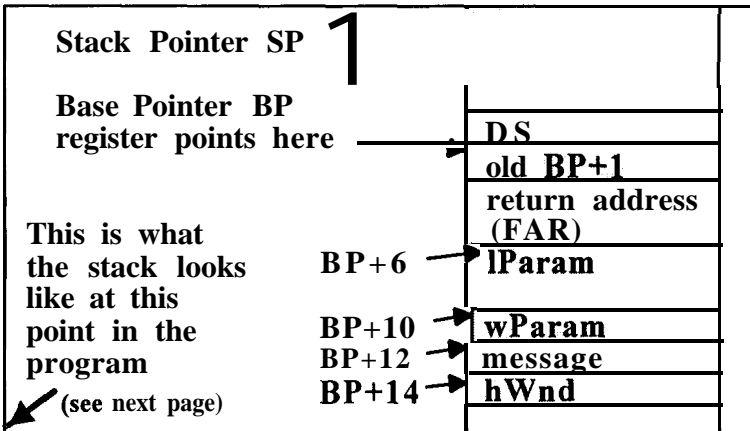 Stack Pointer SP
Base Pointer BP
register points here
DS
old BP+1
return address
(FAR)
This is what
the stack looks
like at this
point in the
program
(see next page)
BP+6
lParam
BP+10
wParam
BP+12
message
BP+14
hWnd